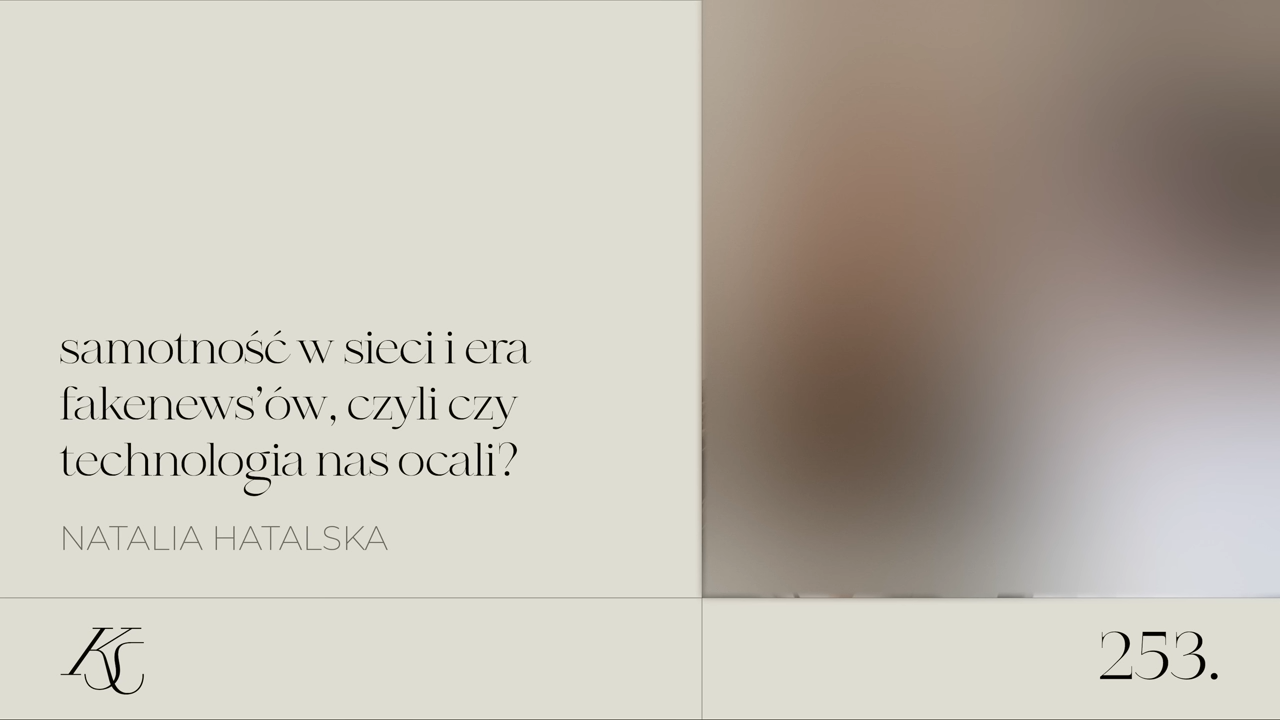 samotność w sieci i era
fakenews’ów, czyli czy
technologia nas ocali?
NATALIA HATALSKA
253.